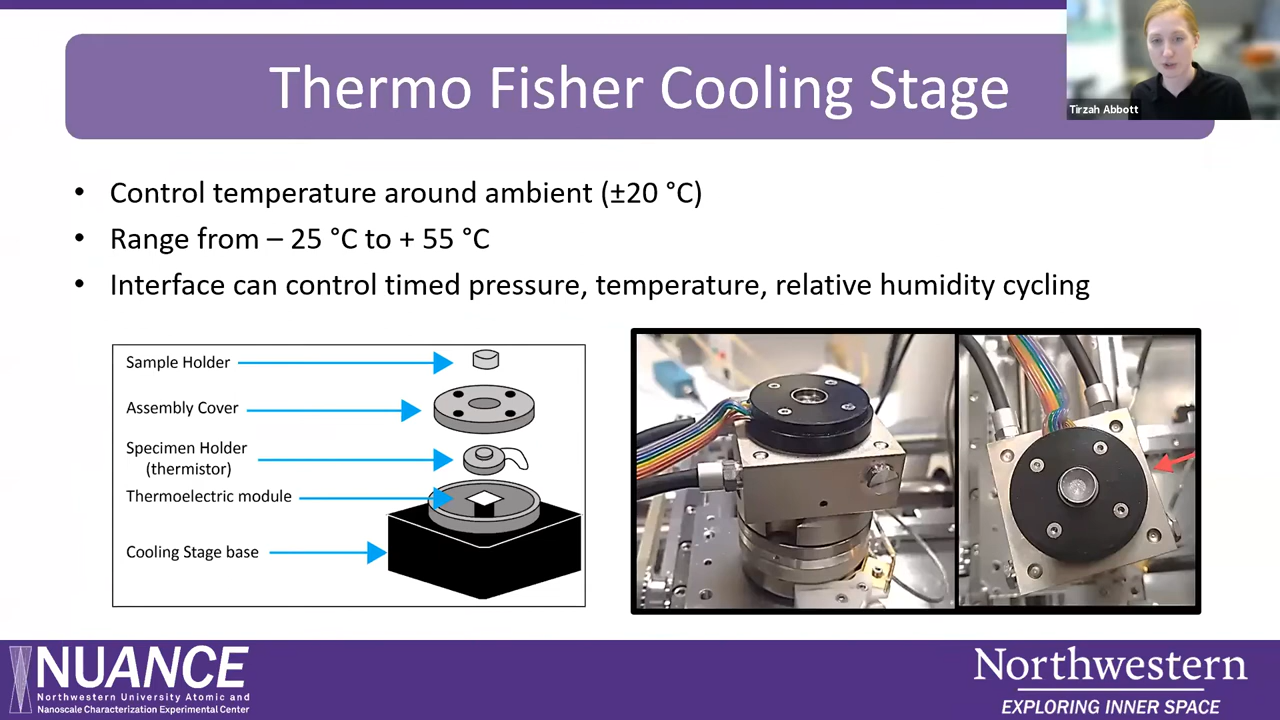 Thermo Fisher Cooling Stage
Tirzah Abbott
• Control temperature around ambient (±20 °C)
• Range from – 25 °C to + 55 °C
• Interface can control timed pressure, temperature, relative humidity cycling
Sample Holder
Assembly Cover
Specimen Holder
(thermistor)
Thermoelectric module
Cooling Stage base
NUANCE
Northwestern University Atomic and
Nanoscale Characterization Experimental Center
Northwestern
EXPLORING INNER SPACE